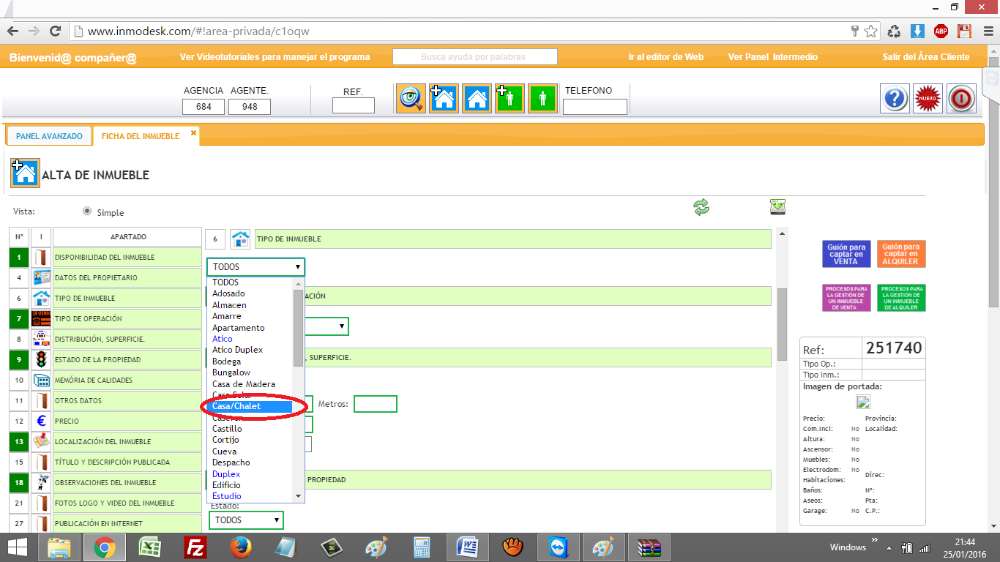 www.inmodesk.com/#!area-privada/c1oqw
ABP
Bienvenid@ compañer@
Ver Videotutoriales para manejar el programa
Busca ayuda por palabras
Ir al editor de Web
Ver Panel Intermedio
Salir del Área Cliente
AGENCIA AGENTE.
684 948
REF.
TELEFONO
NUEVO
PANEL AVANZADO
FICHA DEL INMUEBLE
ALTA DE INMUEBLE
Vista:
Simple
Nº I APARTADO
1 DISPONIBILIDAD DEL INMUEBLE
4 DATOS DEL PROPIETARIO
6 TIPO DE INMUEBLE
7 TIPO DE OPERACIÓN
8 DISTRIBUCIÓN, SUPERFICIE.
9 ESTADO DE LA PROPIEDAD
10 MEMÓRIA DE CALIDADES
11 OTROS DATOS
12 PRECIO
13 LOCALIZACIÓN DEL INMUEBLE
15 TÍTULO Y DESCRIPCIÓN PUBLICADA
18 OBSERVACIONES DEL INMUEBLE
21 FOTOS LOGO Y VIDEO DEL INMUEBLE
27 PUBLICACIÓN EN INTERNET
6 TIPO DE INMUEBLE
TODOS
TODOS
Adosado
Almacen
Amarre
Apartamento
Atico
Atico Duplex
Bodega
Bungalow
Casa de Madera
Casa/Chalet
Castillo
Cortijo
Cueva
Despacho
Duplex
Edificio
Estudio
ACIÓN
, SUPERFICIE.
Metros:
PROPIEDAD
Estado:
TODOS
Guión para
captar en
VENTA
Guión para
captar en
ALQUILER
PROCESOS PARA
LA GESTIÓN DE
UN INMUEBLE
DE VENTA
PROCESOS PARA
LA GESTIÓN DE
UN INMUEBLE
DE ALQUILER
Ref: 251740
Tipo Op.:
Tipo Inm.:
Imagen de portada:
Precio: Provincia:
Com.Incl: No Localidad:
Altura: No
Ascensor: No
Muebles: No
Electrodom: No
Direc:
Habitaciones:
Baños: Nº:
Aseos: Pta:
Garage: No C.P.:
Windows
21:44
25/01/2016